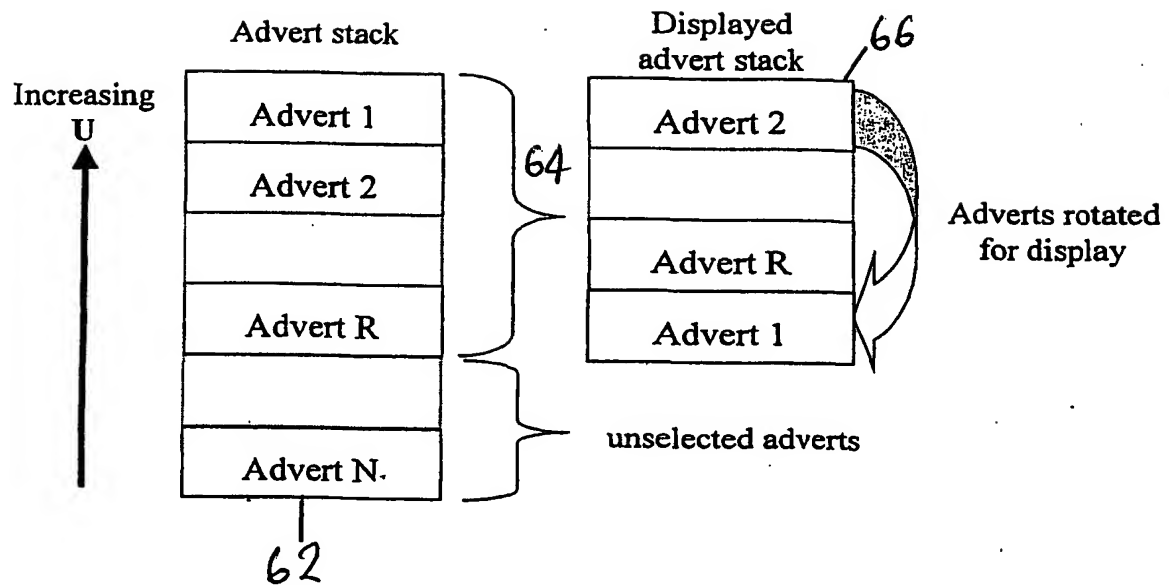 Advert stack
Displayed
advert stack
66
Increasing
U
Advert 1
Advert 2
Advert R
Advert N
64
Advert 2
Advert R
Advert 1
Adverts rotated
for display
unselected adverts
62